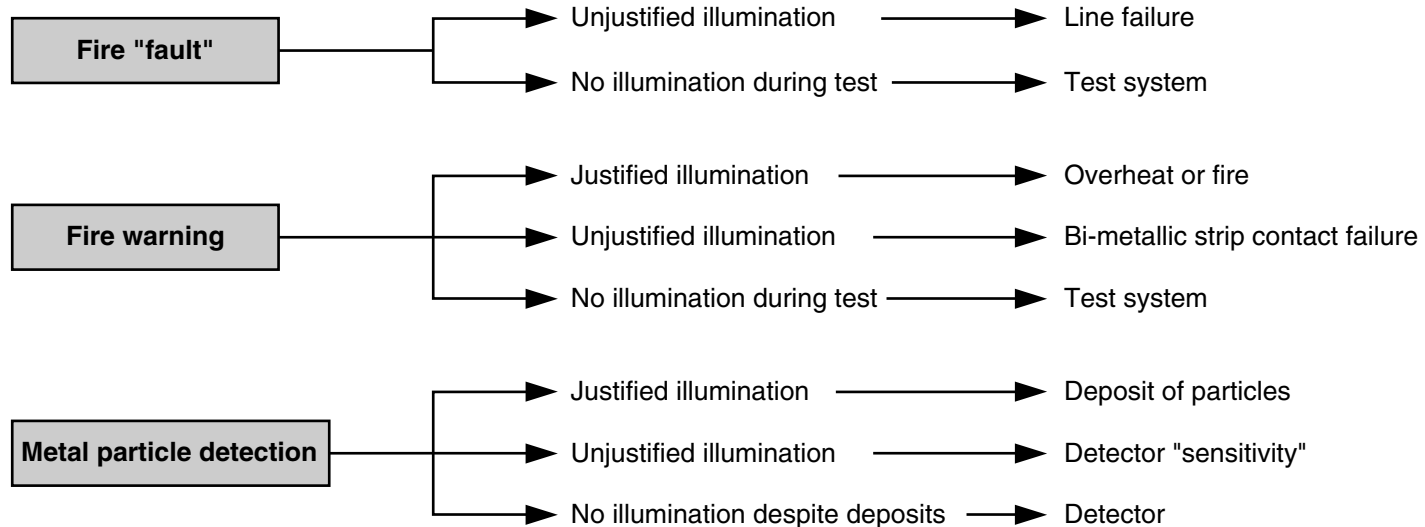 Unjustified illumination Line failure
Fire "fault"
No illumination during test Test system
Justified illumination Overheat or fire
Fire warning Unjustified illumination Bi-metallic strip contact failure
No illumination during test Test system
Justified illumination Deposit of particles
Metal particle detection Unjustified illumination Detector "sensitivity"
No illumination despite deposits Detector